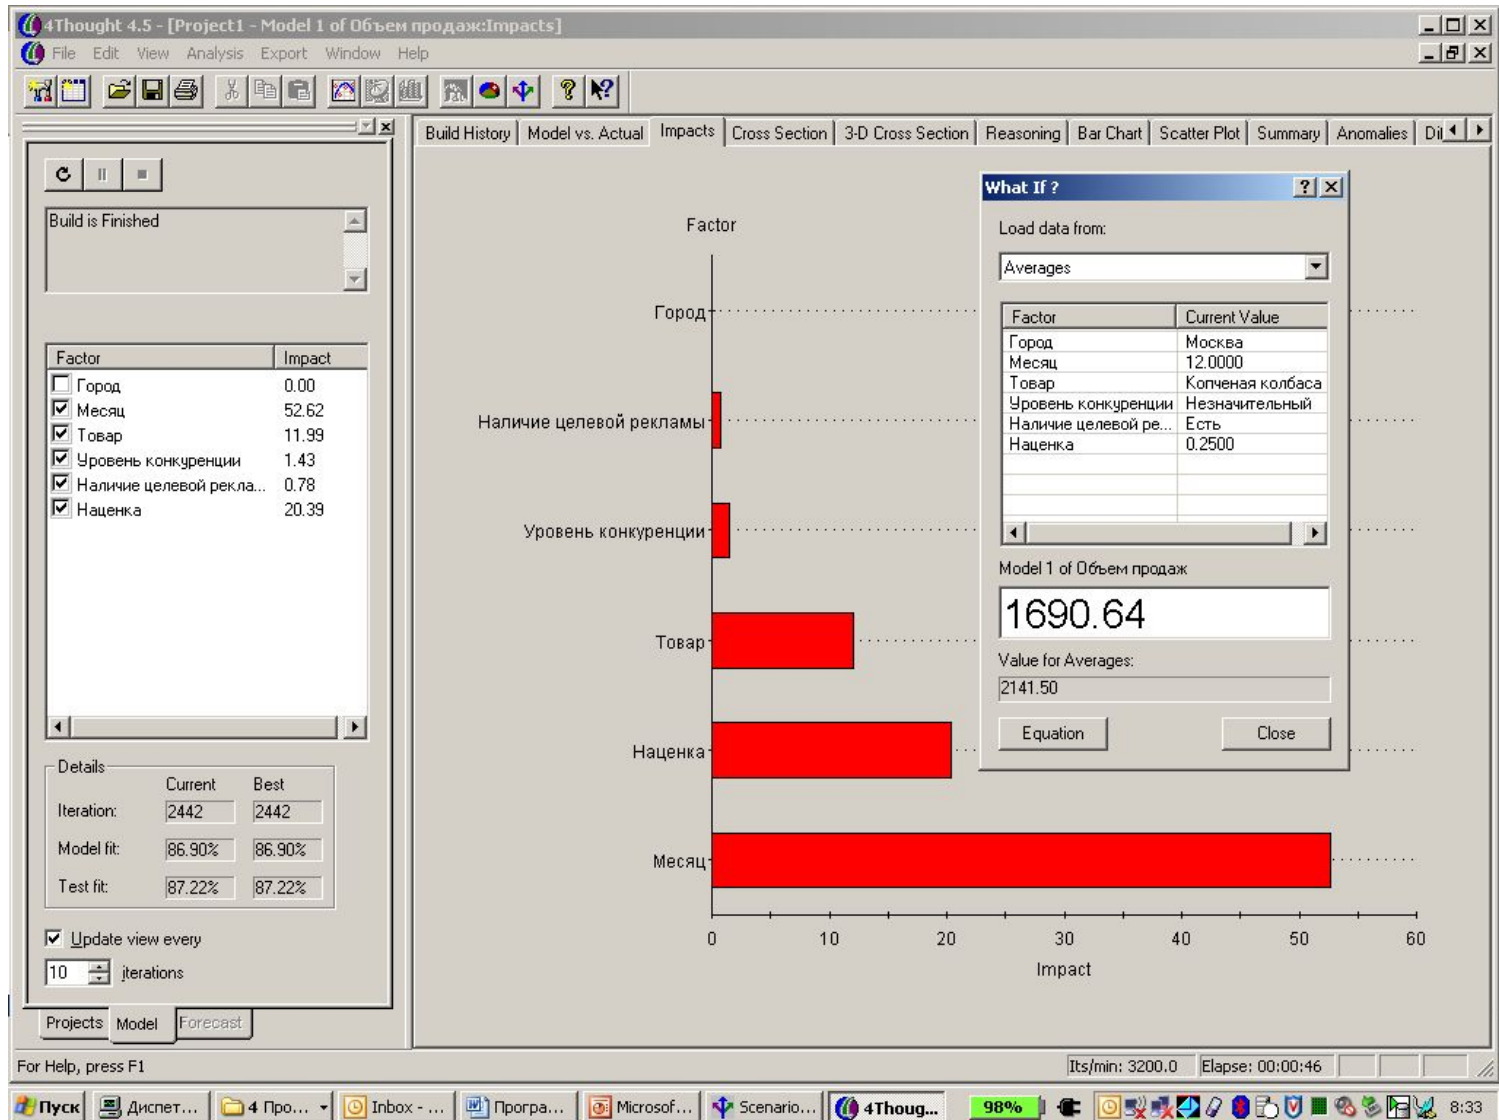 4Thought 4.5 - [Project1 - Model 1 of Объем продаж:Impacts]
File Edit View Analysis Export Window Help
Build History Model vs. Actual Impacts Cross Section 3-D Cross Section Reasoning Bar Chart Scatter Plot Summary Anomalies
Build is Finished
Factor Impact
Город 0.00
Месяц 52.62
Товар 11.99
Уровень конкуренции 1.43
Наличие целевой рекла... 0.78
Наценка 20.39
Details
Current Best
Iteration: 2442 2442
Model fit: 86.90% 86.90%
Test fit: 87.22% 87.22%
Update view every
10 iterations
Projects Model Forecast
Factor
Город
Наличие целевой рекламы
Уровень конкуренции
Товар
Наценка
Месяц
0 10 20 30 40 50 60
Impact
What If ?
Load data from:
Averages
Factor Current Value
Город Москва
Месяц 12.0000
Товар Копченая колбаса
Уровень конкуренции Незначительный
Наличие целевой ре... Есть
Наценка 0.2500
Model 1 of Объем продаж
1690.64
Value for Averages:
2141.50
Equation Close
For Help, press F1 Its/min: 3200.0 Elapse: 00:00:46
Пуск Диспет... 4 Про... Inbox - ... Програ... Microsof... Scenario... 4Thoug... 98% 8:33